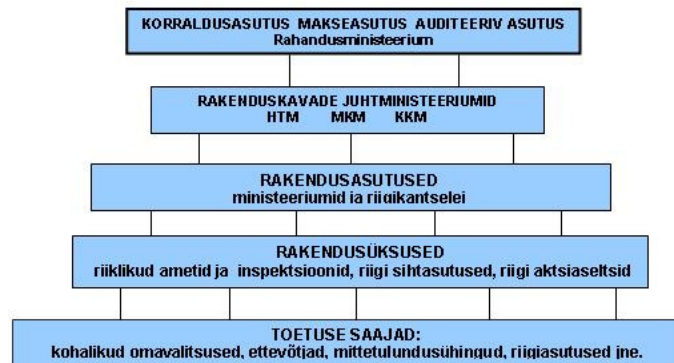 KORRALDUSASUTUS MAKSEASUTUS AUDITEERIV ASUTUS
Rahandusministeerium
RAKENDUSKAVADE JUHTMINISTEERIUMID
HTM MKM KKM
RAKENDUSASUTUSED
ministeeriumid ja riigikantselei
RAKENDUSÜKSUSED
riiklikud ametid ja inspektsioonid, riigi sihtasutused, riigi aktsiaseltsid
TOETUSE SAAJAD:
kohalikud omavalitsused, ettevõtjad, mittetulundusühingud, riigiasutused jne.